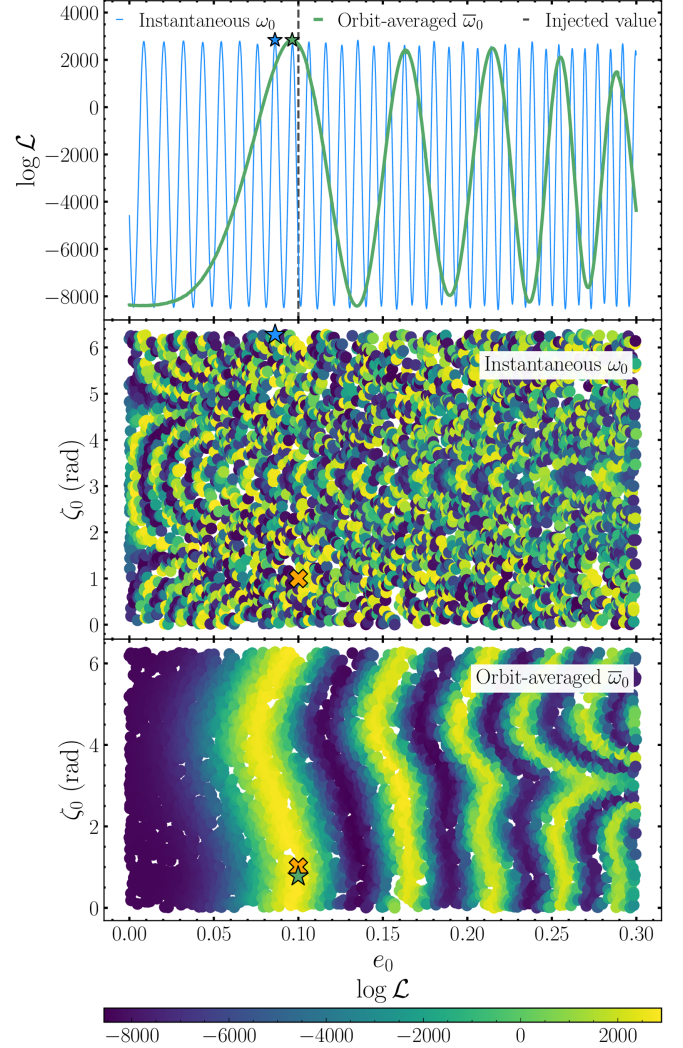 Instantaneous ω₀ Orbit-averaged ω̅₀ Injected value
4000
2000
0
−2000
−4000
−6000
−8000
log ℒ
Instantaneous ω₀
6
5
4
3
2
1
0
ζ₀ (rad)
Orbit-averaged ω̅₀
6
4
2
0
ζ₀ (rad)
0.00 0.05 0.10 0.15 0.20 0.25 0.30
e₀
log ℒ
−8000 −6000 −4000 −2000 0 2000